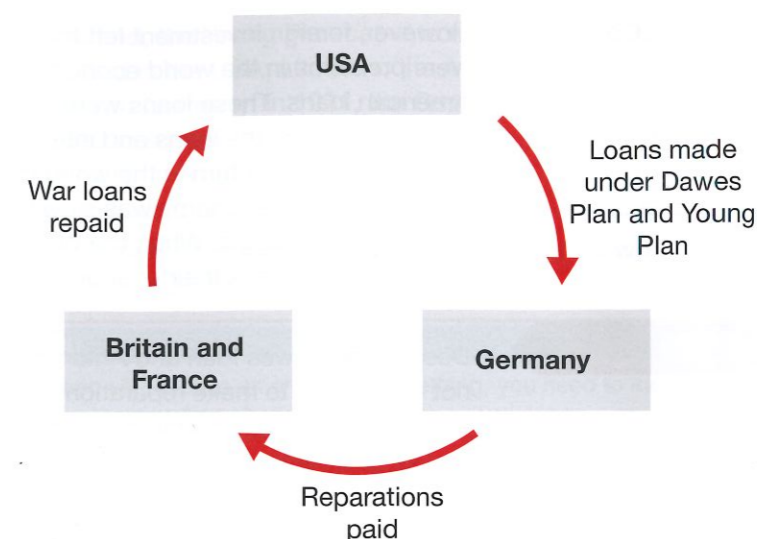 USA
Loans made
under Dawes
Plan and Young
Plan
War loans
repaid
Britain and
France
Germany
Reparations
paid